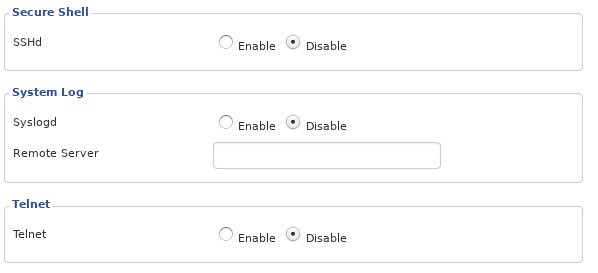 Secure Shell
SSHd Enable Disable
System Log
Syslogd Enable Disable
Remote Server
Telnet
Telnet Enable Disable